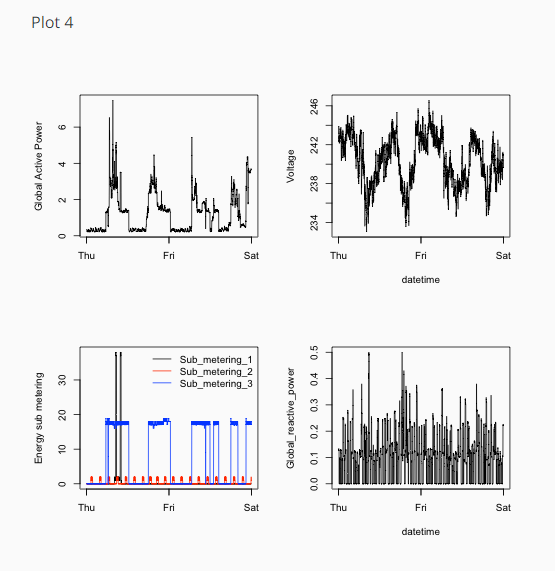 Plot 4
Global Active Power
6
4
2
0
Thu Fri Sat
Voltage
246
242
238
234
Thu Fri Sat
datetime
Energy sub metering
30
20
10
0
Sub_metering_1
Sub_metering_2
Sub_metering_3
Thu Fri Sat
Global_reactive_power
0.5
0.4
0.3
0.2
0.1
0.0
Thu Fri Sat
datetime